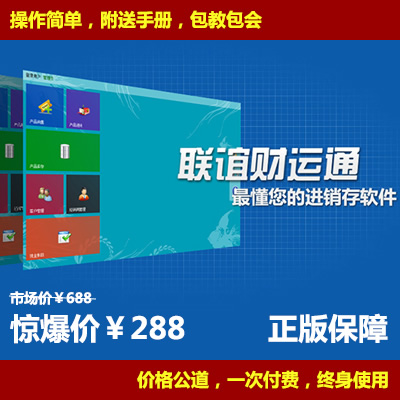 操作简单，附送手册，包教包会
联谊财运通
最懂您的进销存软件
市场价￥688
惊爆价￥288
正版保障
价格公道，一次付费，终身使用